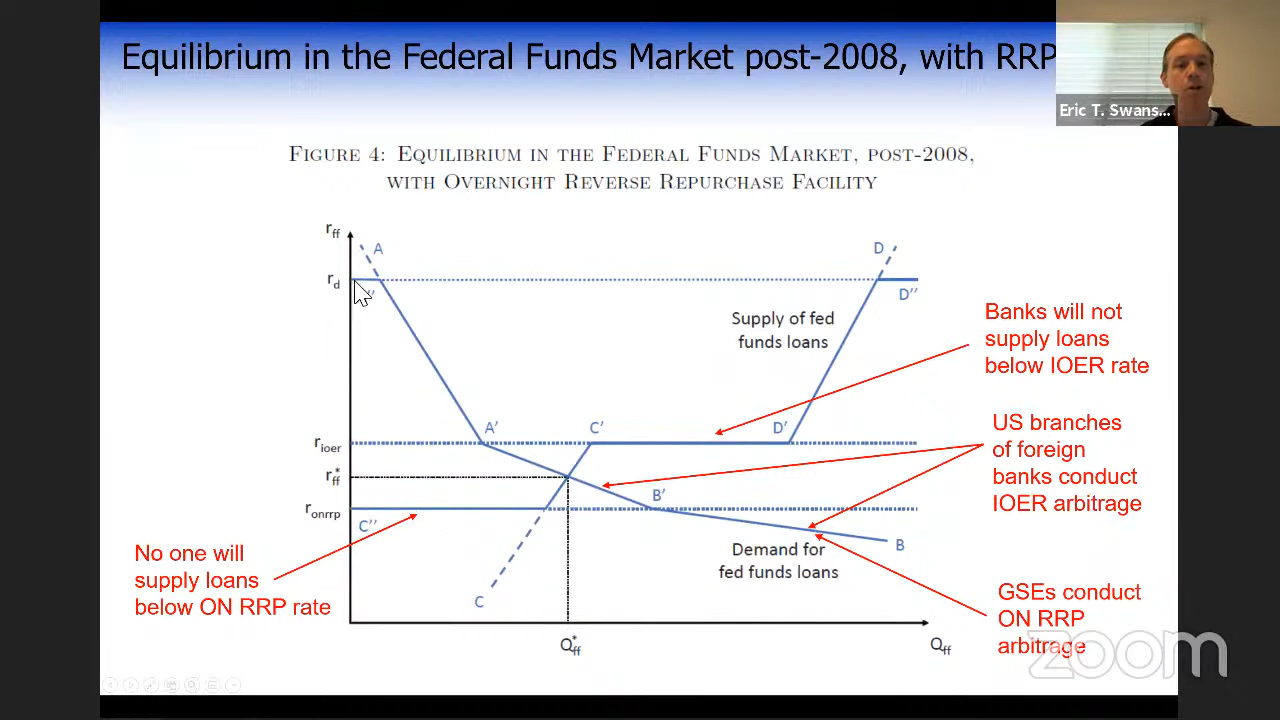 Equilibrium in the Federal Funds Market post-2008, with RRP
Eric T. Swans...
FIGURE 4: EQUILIBRIUM IN THE FEDERAL FUNDS MARKET, POST-2008,
WITH OVERNIGHT REVERSE REPURCHASE FACILITY
rff
A
D
rd
D''
Supply of fed
funds loans
Banks will not
supply loans
below IOER rate
A'
C'
D'
rioer
US branches
of foreign
banks conduct
IOER arbitrage
r*ff
B'
ronrrp
C''
No one will
supply loans
below ON RRP rate
Demand for
fed funds loans
B
GSEs conduct
ON RRP
arbitrage
C
Q*ff
Qff
zoom